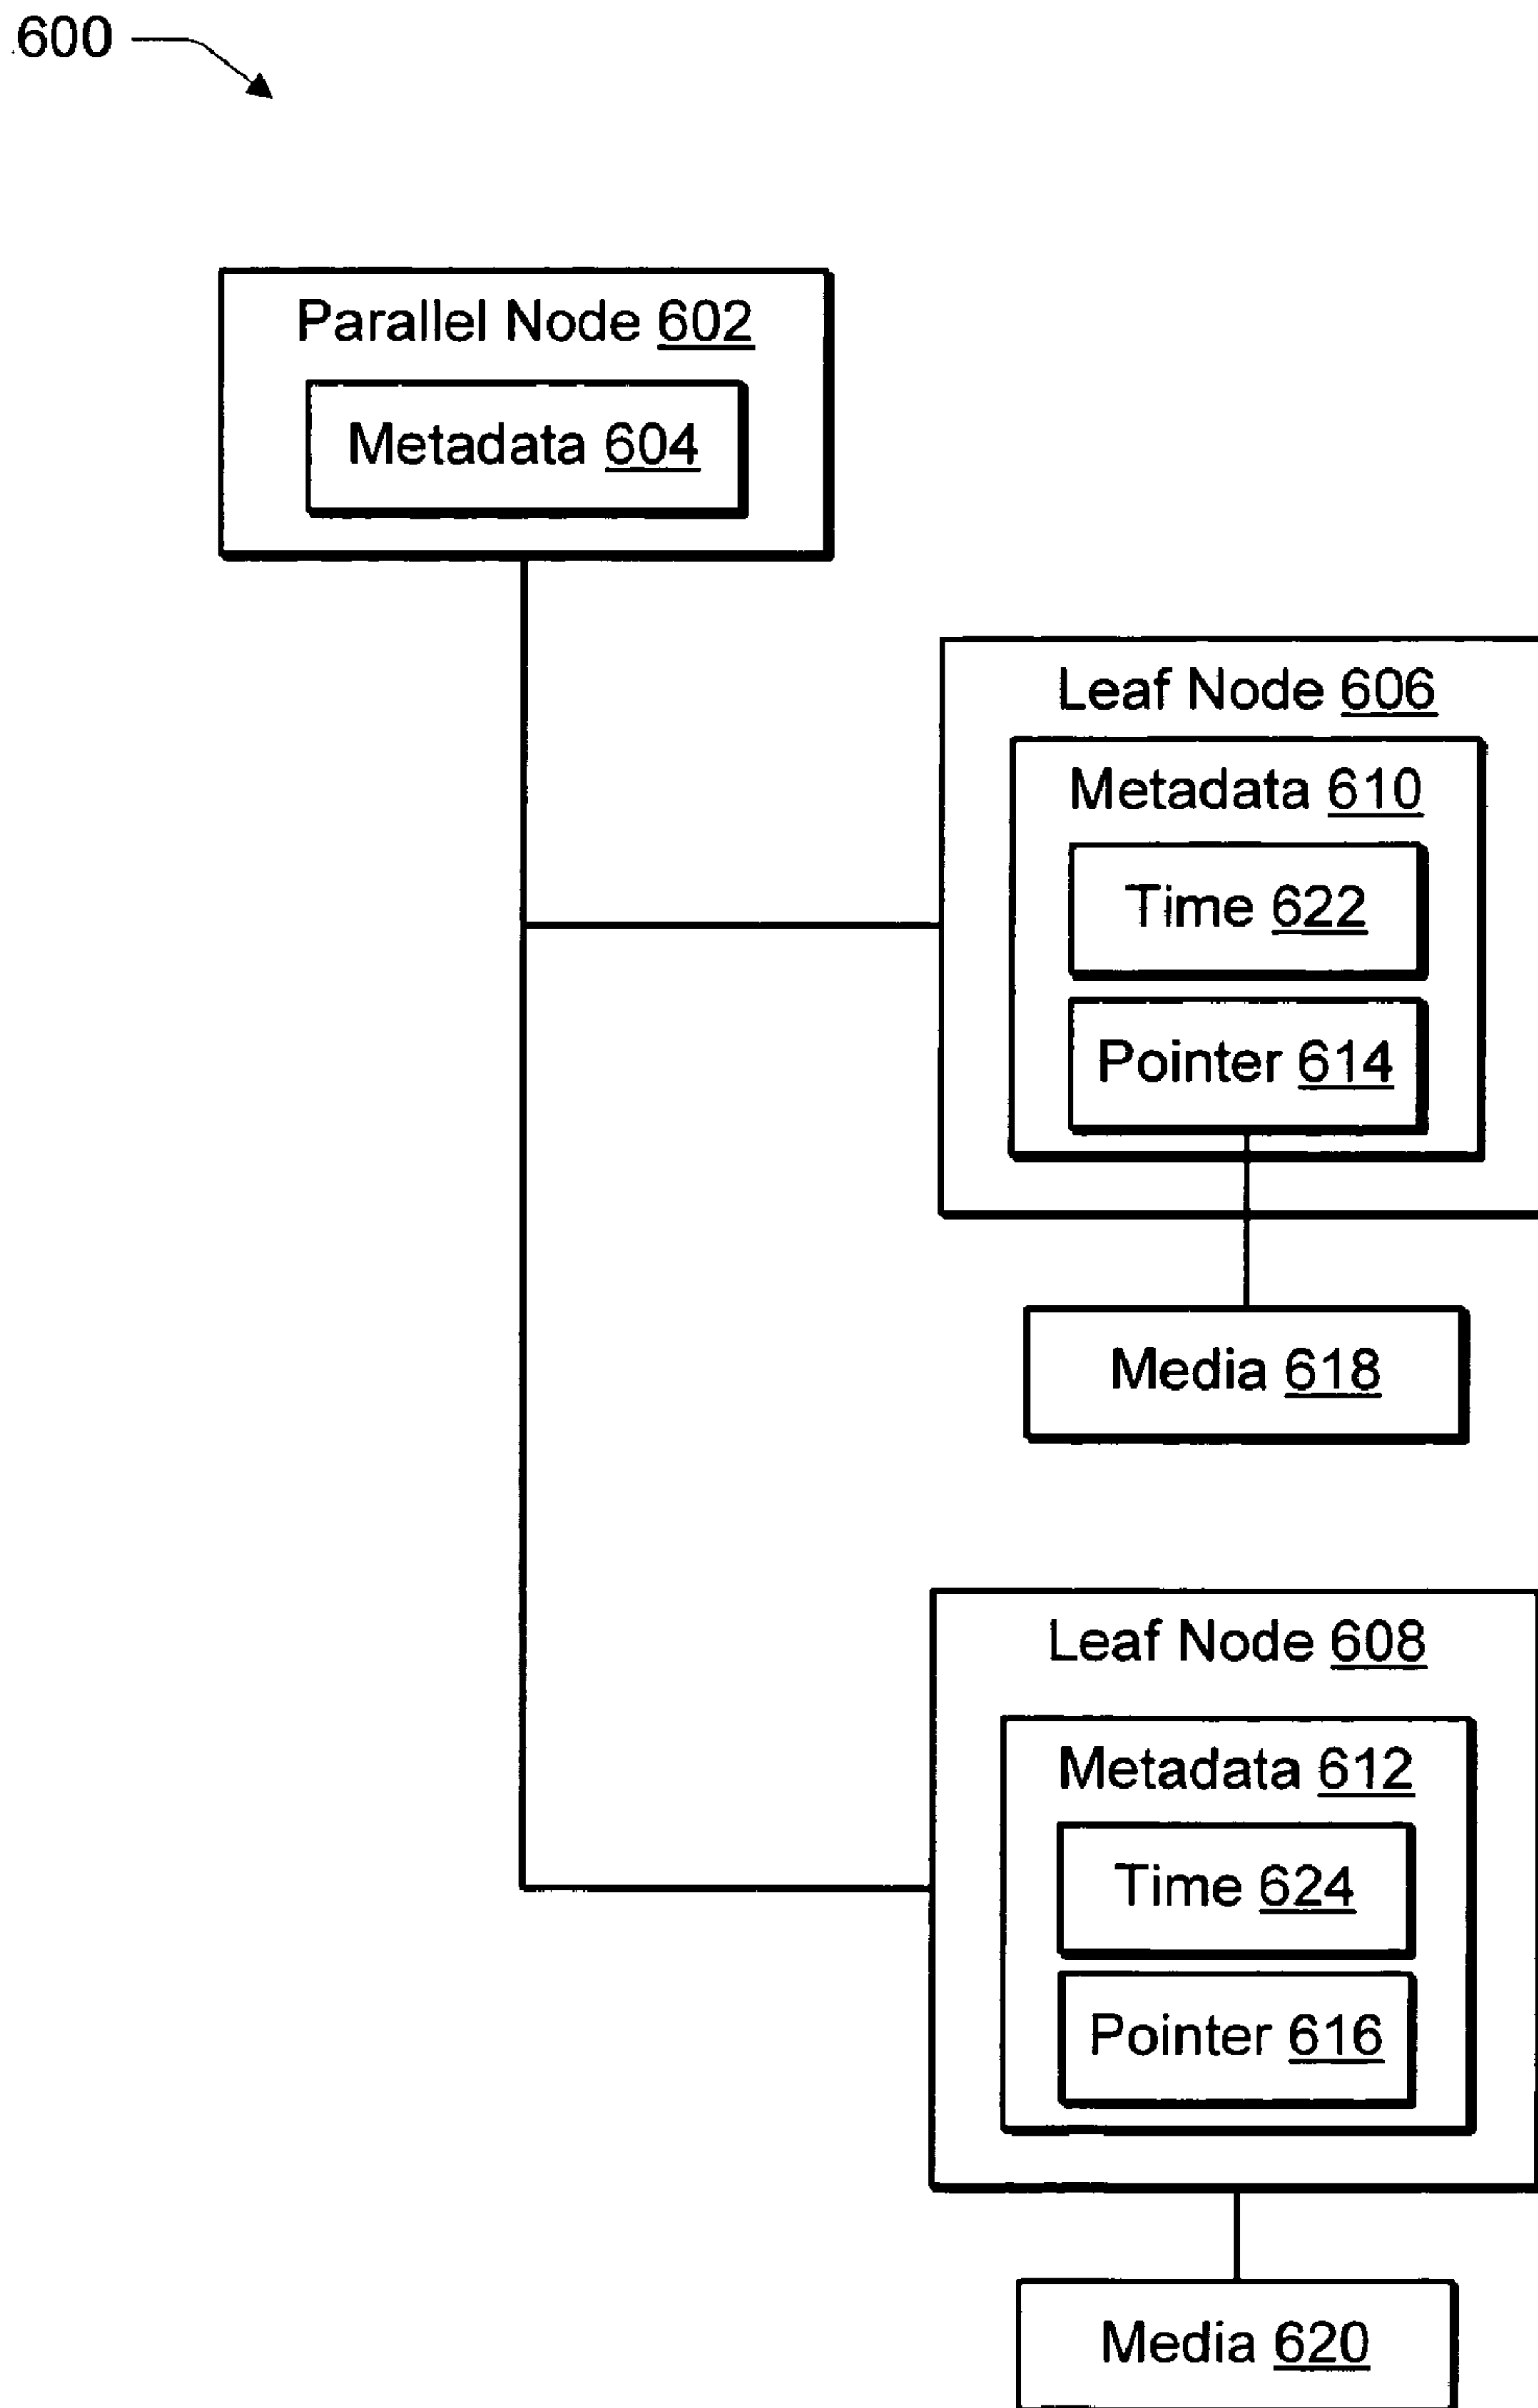 600
Parallel Node 602
Metadata 604
Leaf Node 606
Metadata 610
Time 622
Pointer 614
Media 618
Leaf Node 608
Metadata 612
Time 624
Pointer 616
Media 620